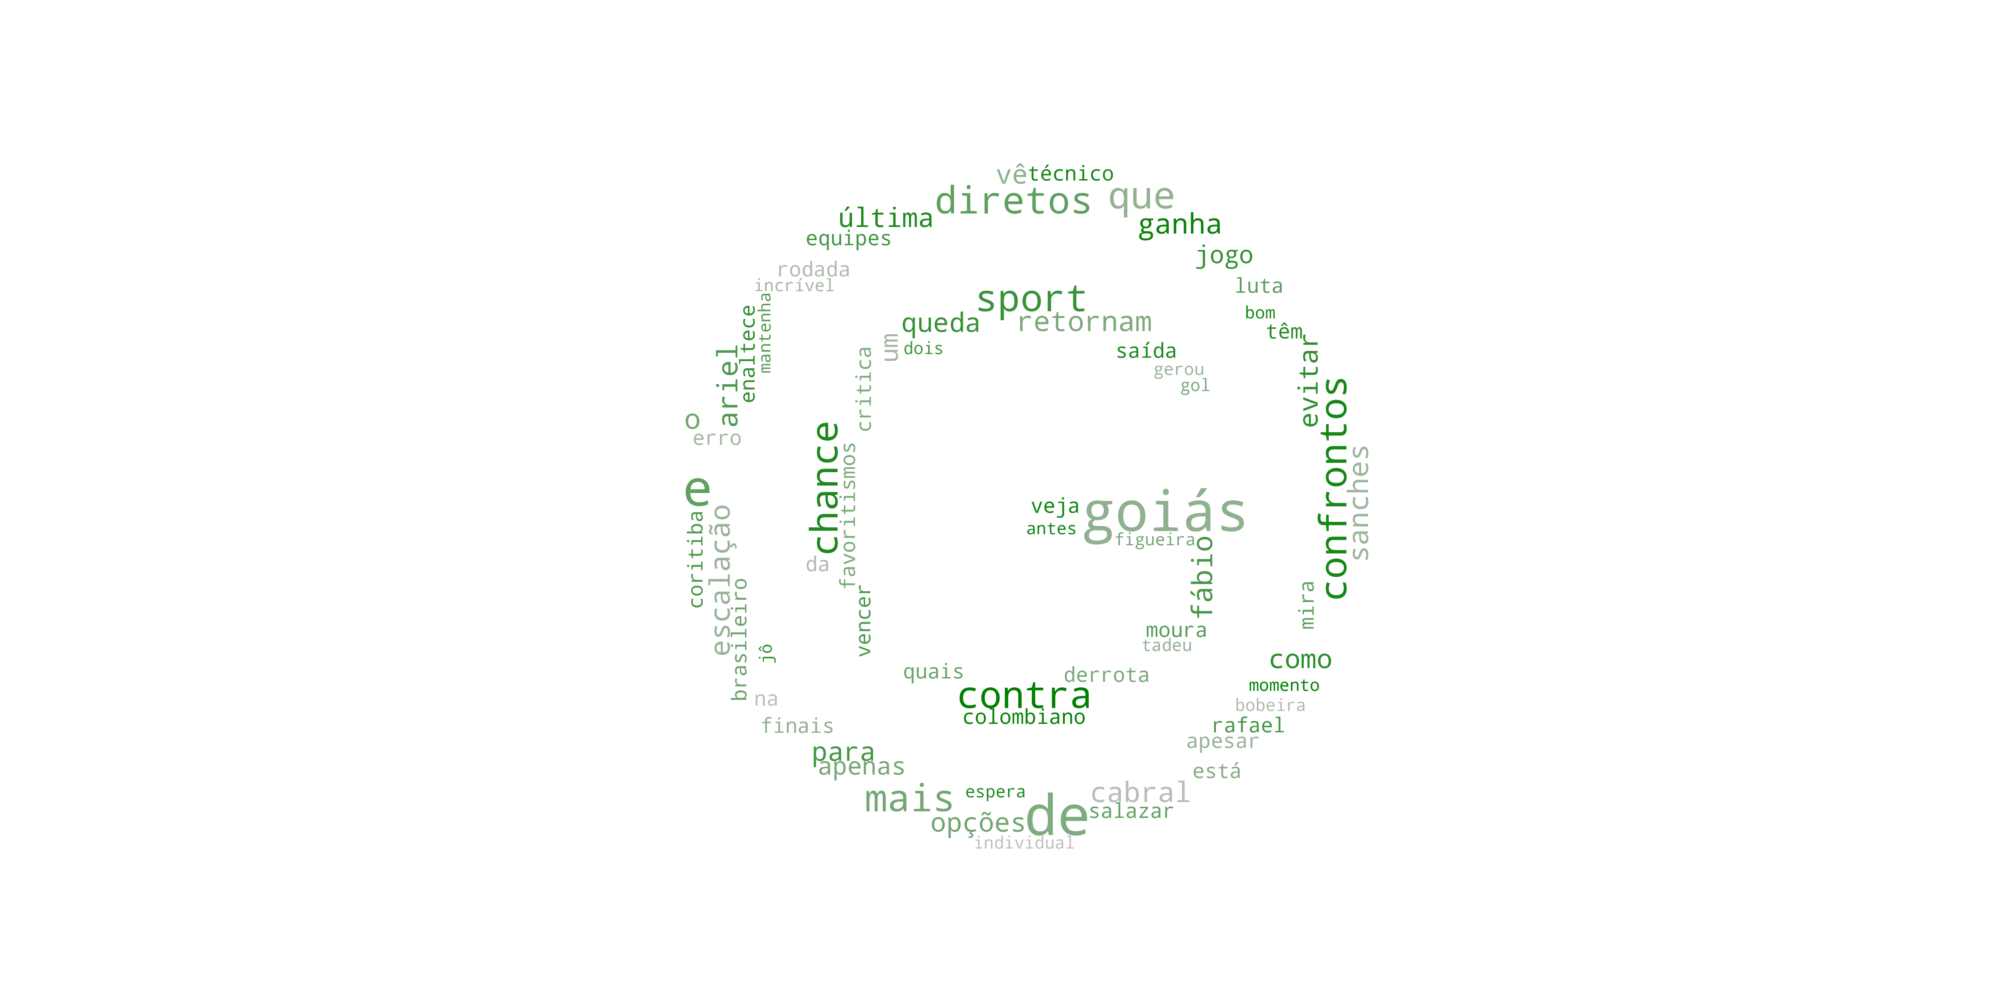 vê técnico
diretos que
última ganha
equipes jogo
rodada
incrível luta
sport bom
queda retornam têm
mantenha
enaltece
ariel
um
dois saída
critica
gerou
gol
evitar
confrontos
sanches
o
erro
chance
favoritismos
e
veja goiás
antes figueira
coritiba
escalação
da
fábio
brasileiro
vencer
mira
moura
tadeu
jô
como
quais derrota
momento
na contra
bobeira
colombiano
finais rafael
apesar
para
apenas está
mais espera cabral
de salazar
opções
individual